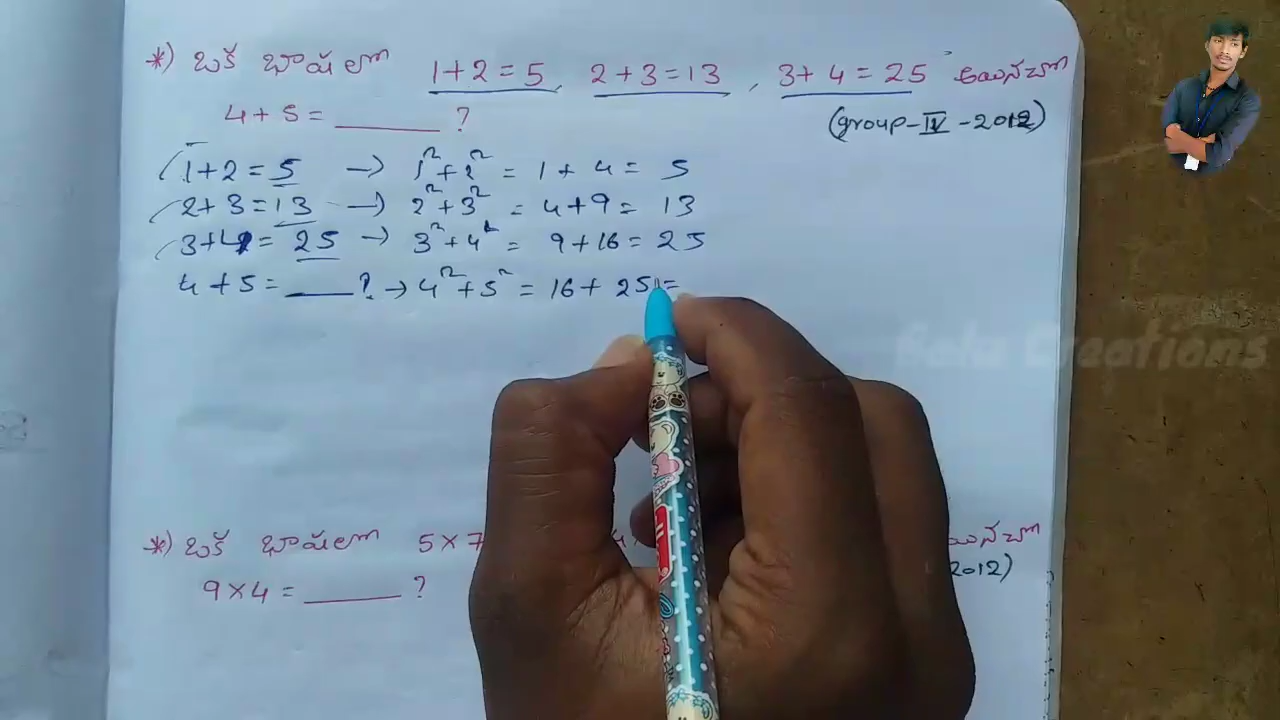 *) ఒక భాషలో 1+2=5, 2+3=13, 3+4=25 అయినచో
4+5= ______ ? (group-IV-2012)
1+2=5 → 1²+2² = 1+4= 5
2+3=13 → 2²+3² = 4+9= 13
3+4= 25 → 3²+4² = 9+16=25
4+5= ____? → 4²+5² = 16+25=
Creations
*) ఒక భాషలో 5×7
9×4= ______ ? 2012)